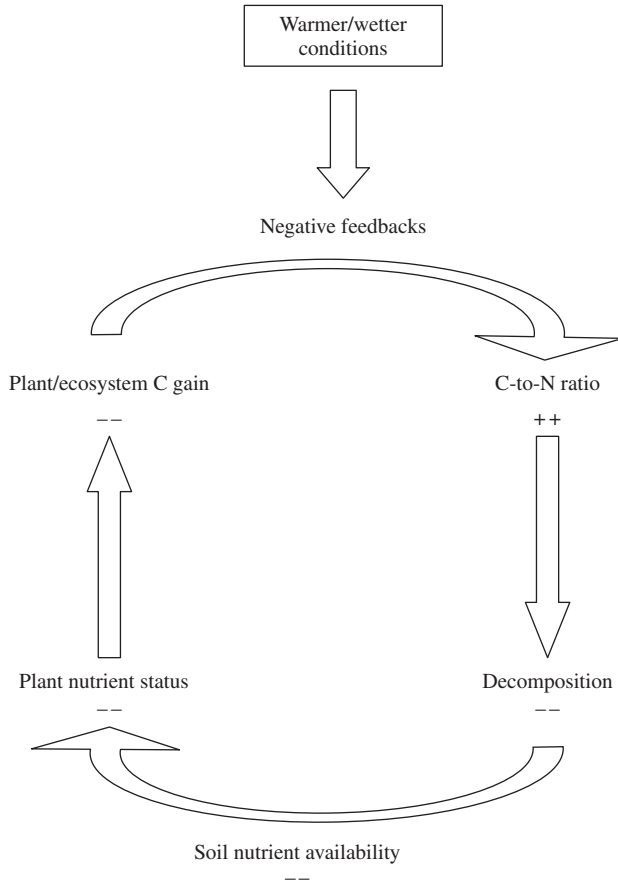 Warmer/wetter
conditions
Negative feedbacks
Plant/ecosystem C gain
−−
C-to-N ratio
++
Plant nutrient status
−−
Decomposition
−−
Soil nutrient availability
−−